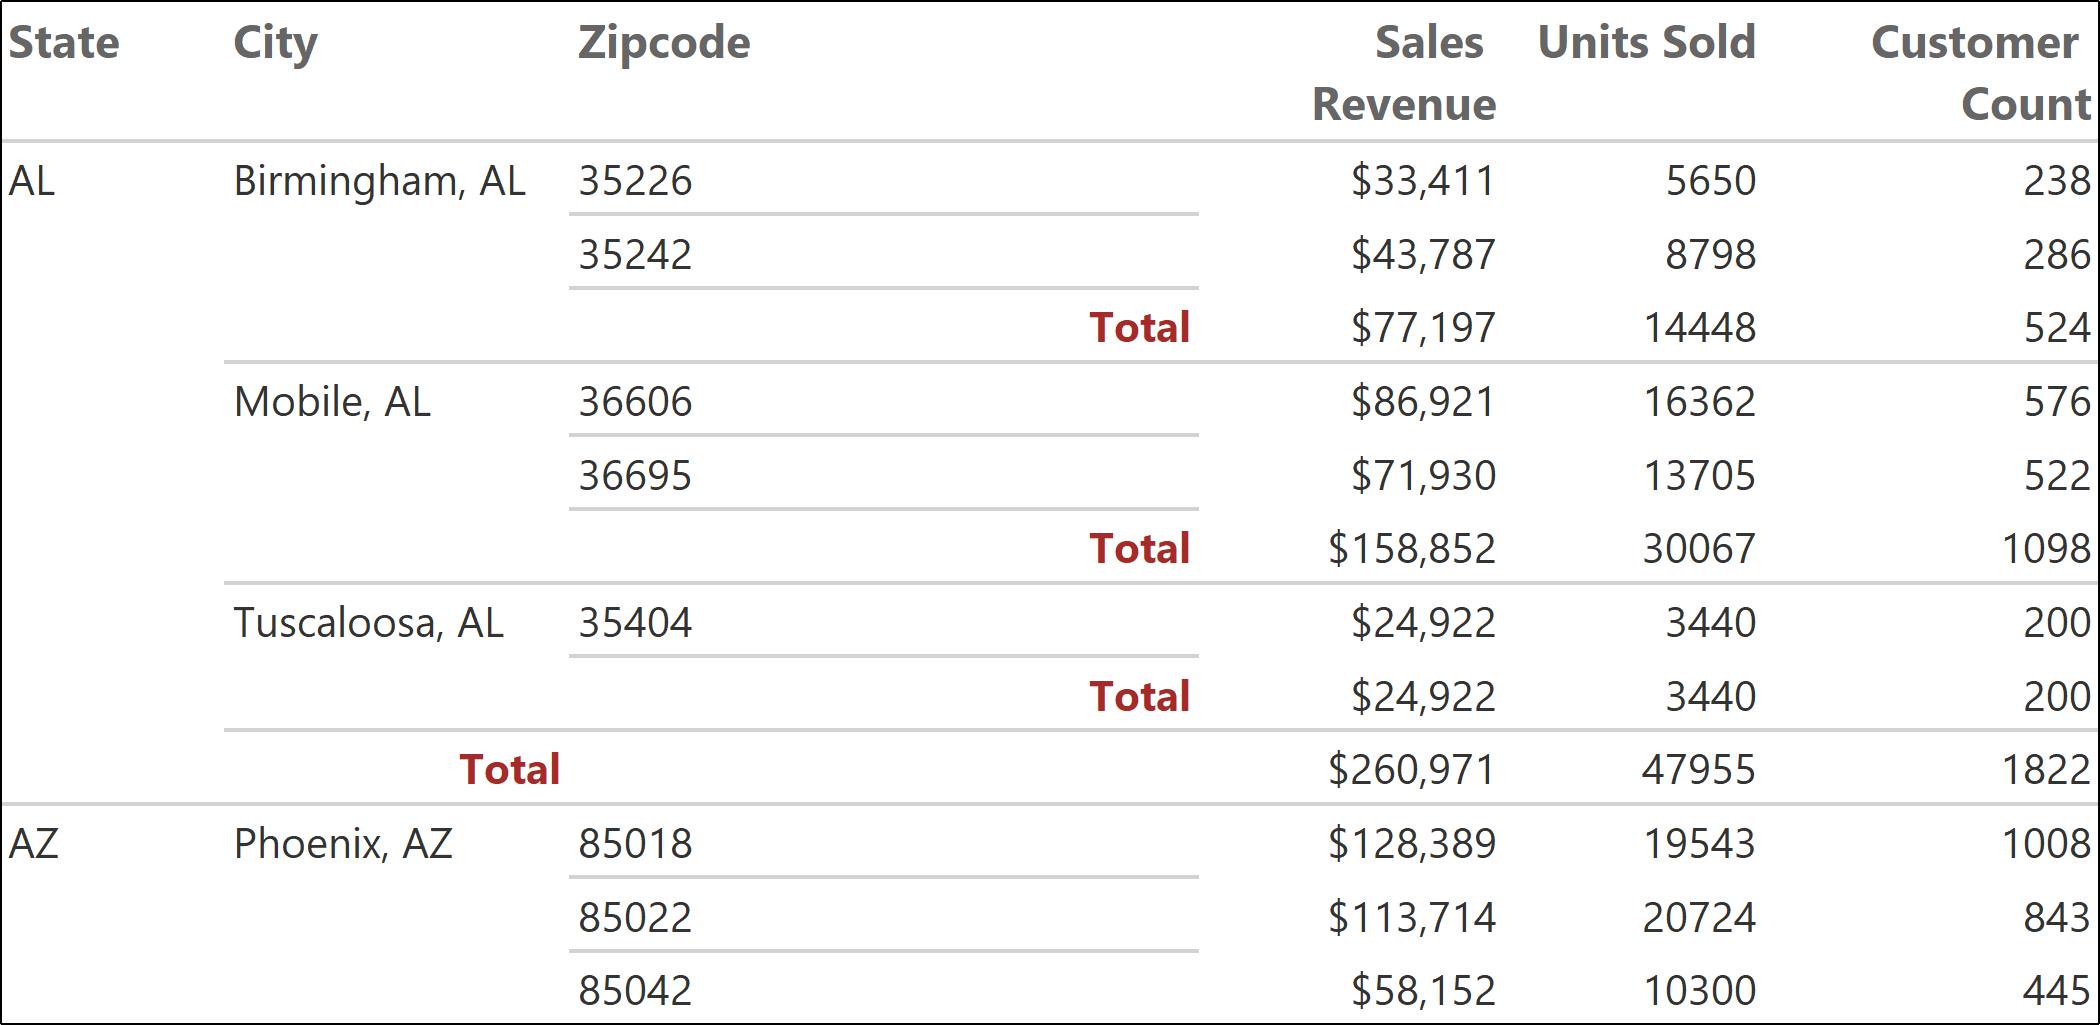 State City Zipcode Sales Revenue Units Sold Customer Count
AL Birmingham, AL 35226 $33,411 5650 238
35242 $43,787 8798 286
Total $77,197 14448 524
Mobile, AL 36606 $86,921 16362 576
36695 $71,930 13705 522
Total $158,852 30067 1098
Tuscaloosa, AL 35404 $24,922 3440 200
Total $24,922 3440 200
Total $260,971 47955 1822
AZ Phoenix, AZ 85018 $128,389 19543 1008
85022 $113,714 20724 843
85042 $58,152 10300 445